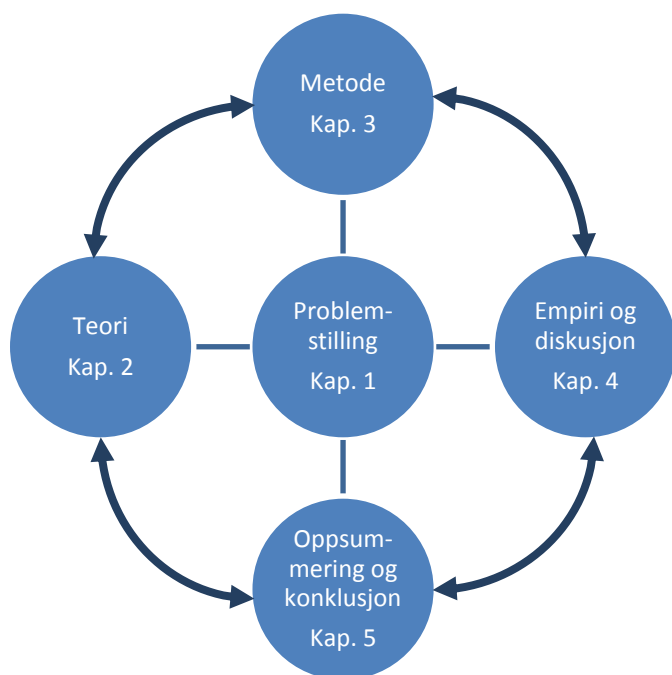 Metode
Kap. 3
Teori
Kap. 2
Problem-
stilling
Kap. 1
Empiri og
diskusjon
Kap. 4
Oppsum-
mering og
konklusjon
Kap. 5